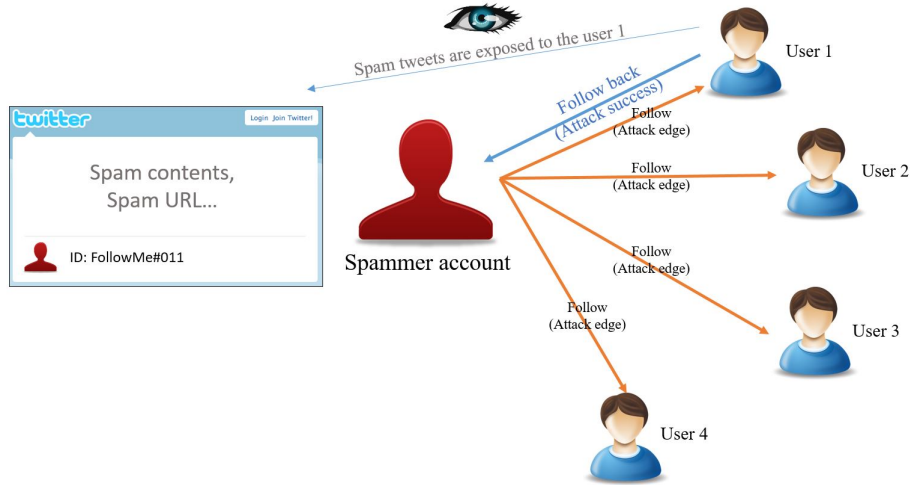 Spam tweets are exposed to the user 1
User 1
Follow back
(Attack success)
twitter
Login Join Twitter!
Spam contents,
Spam URL...
ID: FollowMe#011
Spammer account
Follow
(Attack edge)
Follow
(Attack edge)
User 2
Follow
(Attack edge)
User 3
Follow
(Attack edge)
User 4